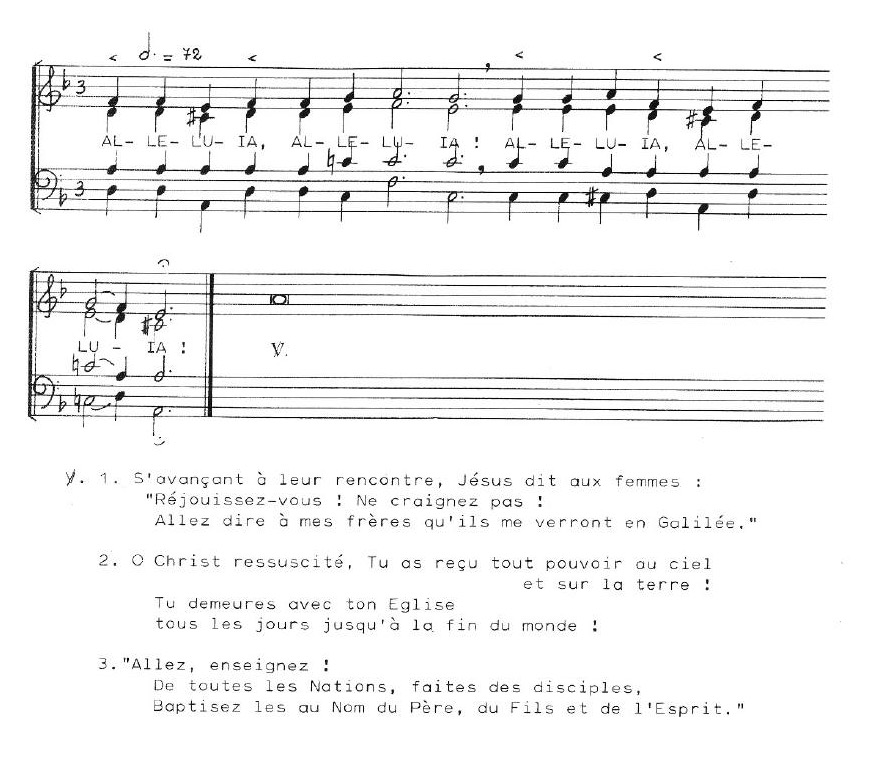 𝅗𝅥. = 72
3
AL- LE- LU- IA, AL- LE- LU- IA ! AL- LE- LU- IA, AL- LE-
3
LU - IA !
℣.
℣. 1. S'avançant à leur rencontre, Jésus dit aux femmes :
"Réjouissez-vous ! Ne craignez pas !
Allez dire à mes frères qu'ils me verront en Galilée."
2. O Christ ressuscité, Tu as reçu tout pouvoir au ciel
et sur la terre !
Tu demeures avec ton Eglise
tous les jours jusqu'à la fin du monde !
3."Allez, enseignez !
De toutes les Nations, faites des disciples,
Baptisez les au Nom du Père, du Fils et de l'Esprit."